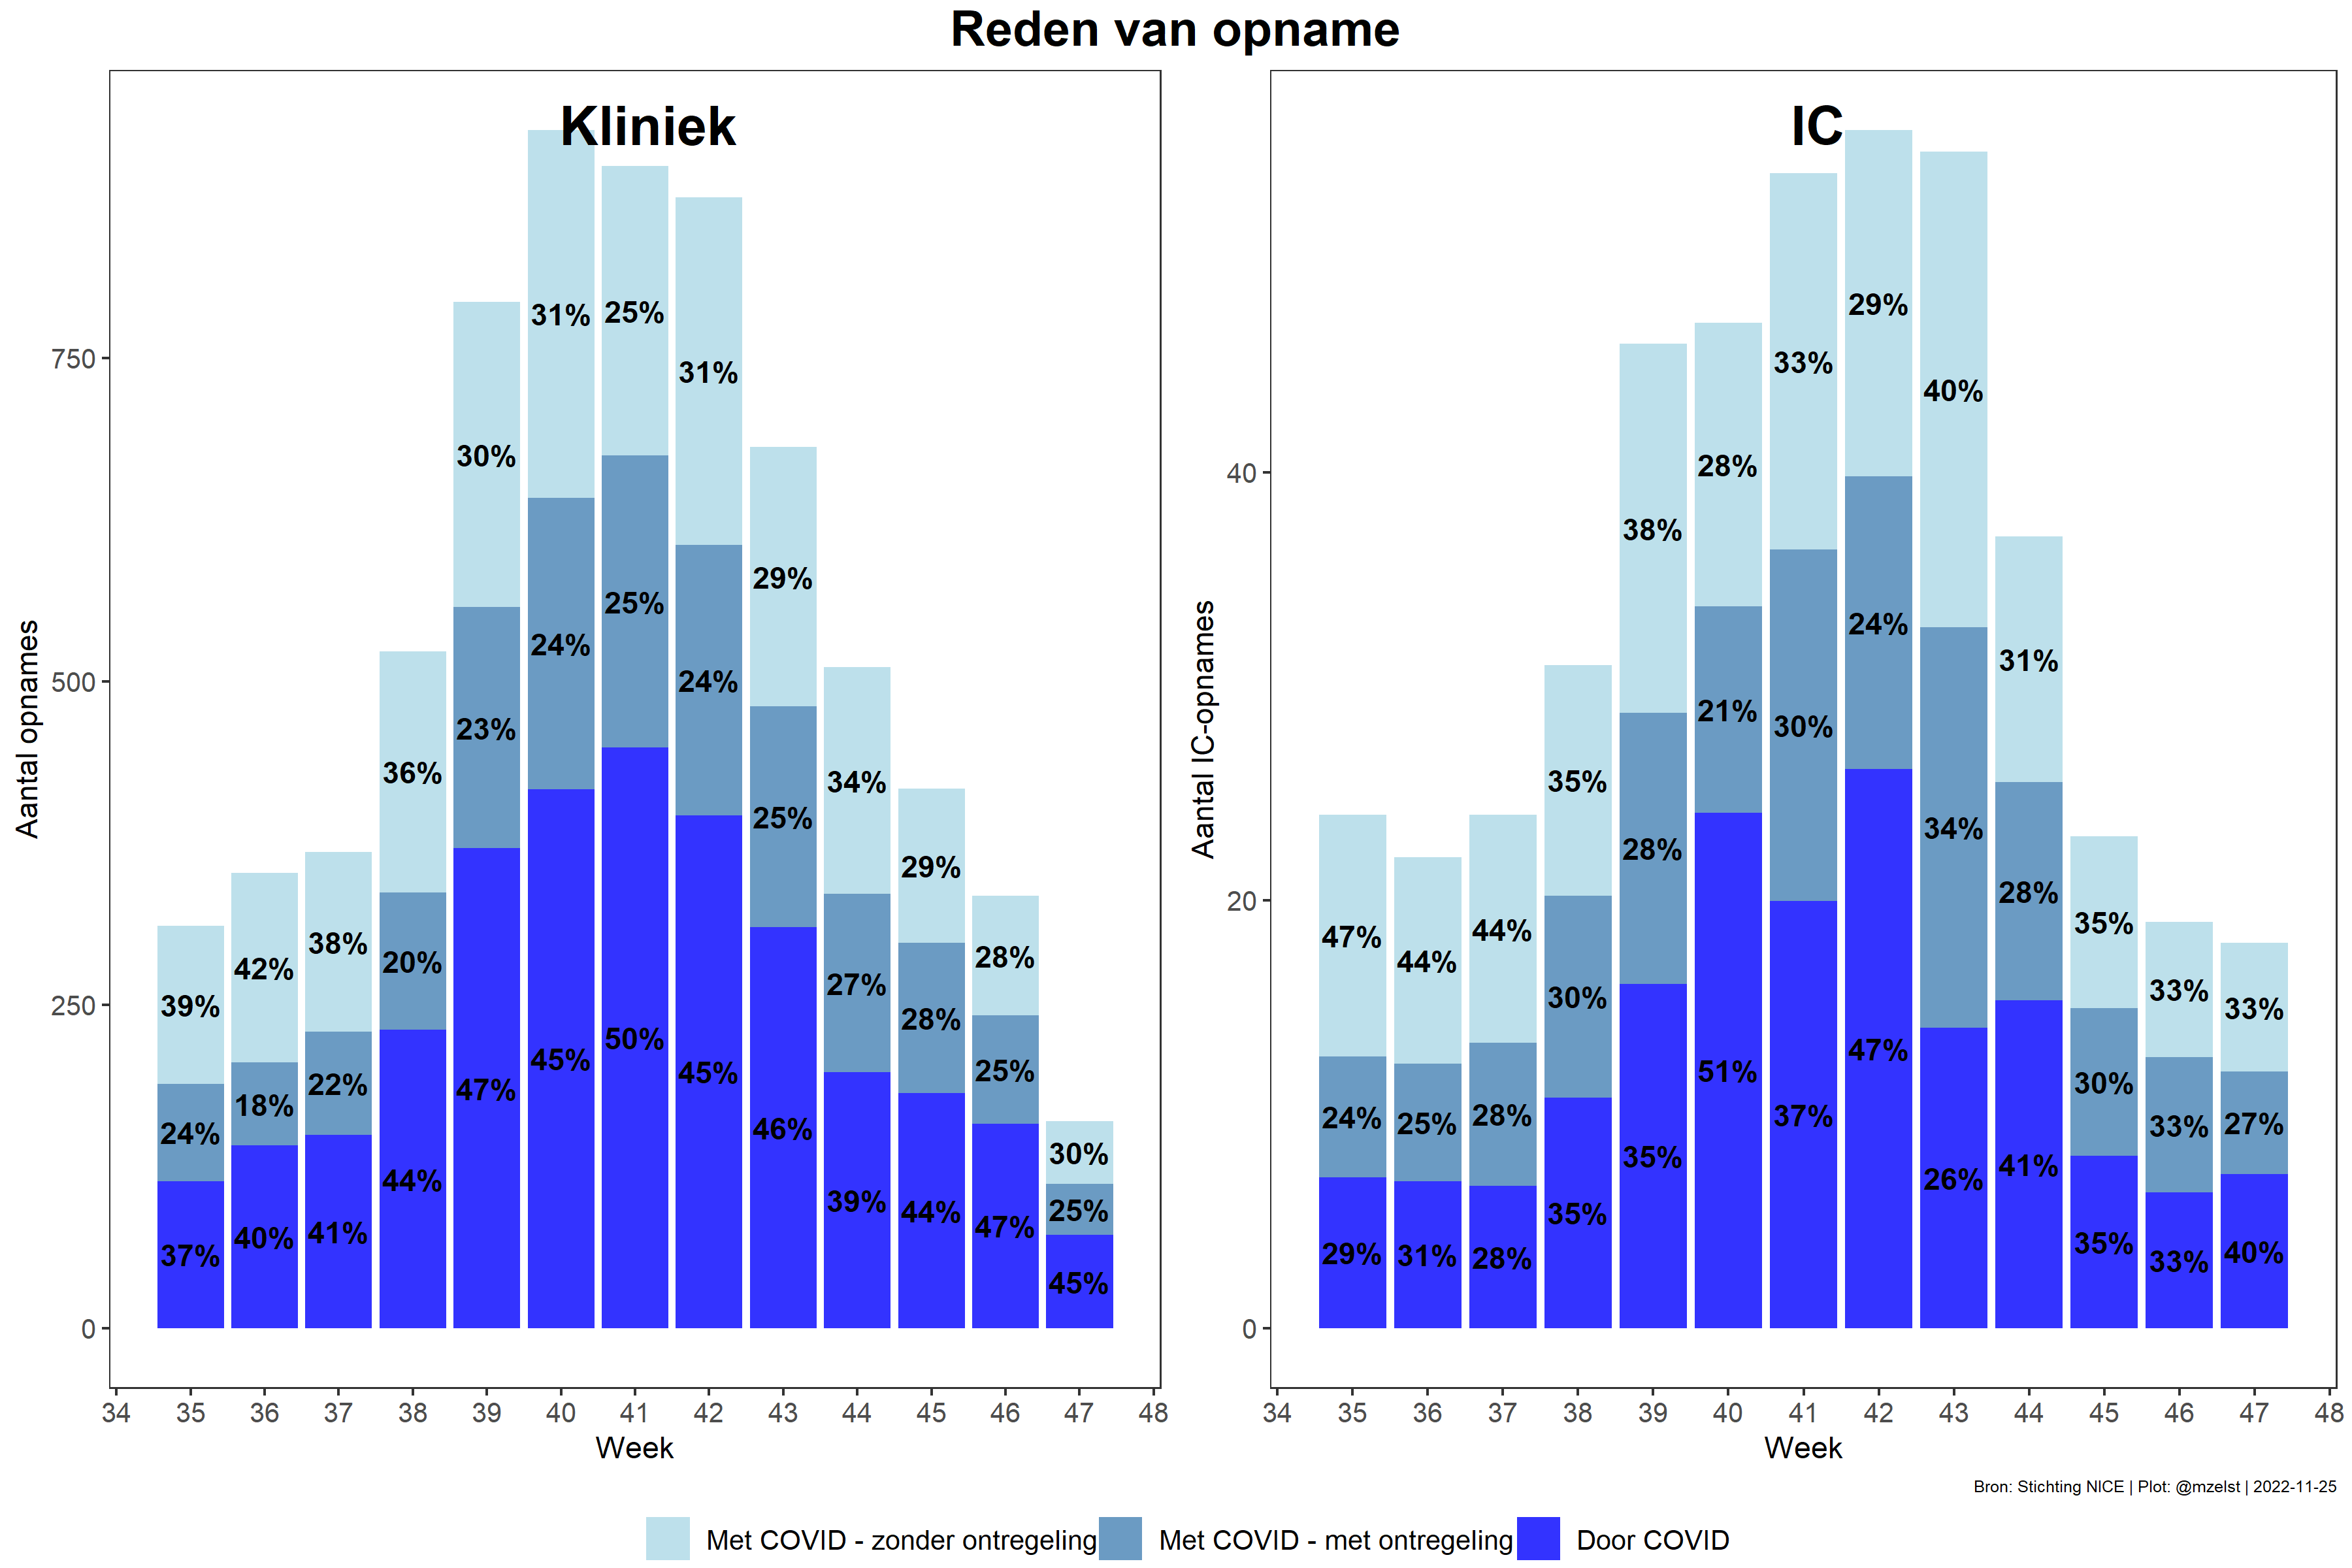 Reden van opname
Kliniek
Aantal opnames
750
500
250
0
39% 42% 38% 36% 30% 31% 25% 31% 29% 34% 29% 28% 30%
24% 18% 22% 20% 23% 24% 25% 24% 25% 27% 28% 25% 25%
37% 40% 41% 44% 47% 45% 50% 45% 46% 39% 44% 47% 45%
34 35 36 37 38 39 40 41 42 43 44 45 46 47 48
Week
IC
Aantal IC-opnames
40
20
0
47% 44% 44% 35% 38% 28% 33% 29% 40% 31% 35% 33% 33%
24% 25% 28% 30% 28% 21% 30% 24% 34% 28% 30% 33% 27%
29% 31% 28% 35% 35% 51% 37% 47% 26% 41% 35% 33% 40%
34 35 36 37 38 39 40 41 42 43 44 45 46 47 48
Week
Bron: Stichting NICE | Plot: @mzelst | 2022-11-25
Met COVID - zonder ontregeling Met COVID - met ontregeling Door COVID